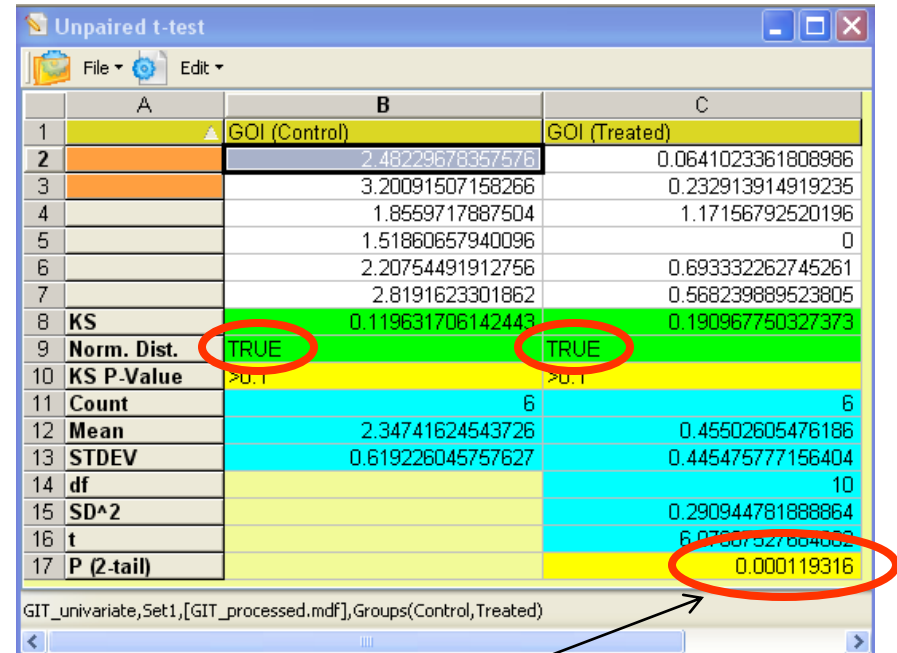 Unpaired t-test
File Edit
A B C
1 GOI (Control) GOI (Treated)
2 2.48229678357576 0.0641023361808986
3 3.20091507158266 0.232913914919235
4 1.8559717887504 1.17156792520196
5 1.51860657940096 0
6 2.20754491912756 0.693332262745261
7 2.8191623301862 0.568239889523805
8 KS 0.119631706142443 0.190967750327373
9 Norm. Dist. TRUE TRUE
10 KS P-Value >0.1 >0.1
11 Count 6 6
12 Mean 2.34741624543726 0.45502605476186
13 STDEV 0.619226045757627 0.445475777156404
14 df 10
15 SD^2 0.290944781888864
16 t
17 P (2-tail) 0.000119316
GIT_univariate,Set1,[GIT_processed.mdf],Groups(Control,Treated)